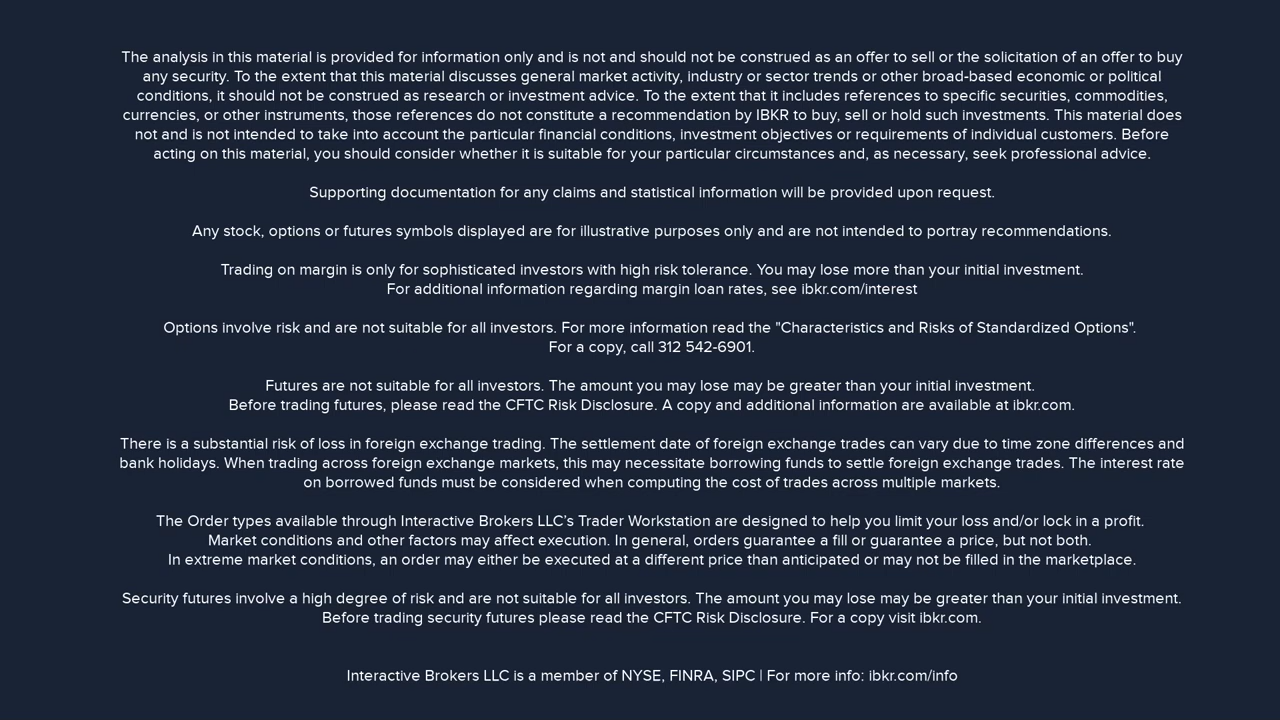 The analysis in this material is provided for information only and is not and should not be construed as an offer to sell or the solicitation of an offer to buy
any security. To the extent that this material discusses general market activity, industry or sector trends or other broad-based economic or political
conditions, it should not be construed as research or investment advice. To the extent that it includes references to specific securities, commodities,
currencies, or other instruments, those references do not constitute a recommendation by IBKR to buy, sell or hold such investments. This material does
not and is not intended to take into account the particular financial conditions, investment objectives or requirements of individual customers. Before
acting on this material, you should consider whether it is suitable for your particular circumstances and, as necessary, seek professional advice.
Supporting documentation for any claims and statistical information will be provided upon request.
Any stock, options or futures symbols displayed are for illustrative purposes only and are not intended to portray recommendations.
Trading on margin is only for sophisticated investors with high risk tolerance. You may lose more than your initial investment.
For additional information regarding margin loan rates, see ibkr.com/interest
Options involve risk and are not suitable for all investors. For more information read the "Characteristics and Risks of Standardized Options".
For a copy, call 312 542-6901.
Futures are not suitable for all investors. The amount you may lose may be greater than your initial investment.
Before trading futures, please read the CFTC Risk Disclosure. A copy and additional information are available at ibkr.com.
There is a substantial risk of loss in foreign exchange trading. The settlement date of foreign exchange trades can vary due to time zone differences and
bank holidays. When trading across foreign exchange markets, this may necessitate borrowing funds to settle foreign exchange trades. The interest rate
on borrowed funds must be considered when computing the cost of trades across multiple markets.
The Order types available through Interactive Brokers LLC’s Trader Workstation are designed to help you limit your loss and/or lock in a profit.
Market conditions and other factors may affect execution. In general, orders guarantee a fill or guarantee a price, but not both.
In extreme market conditions, an order may either be executed at a different price than anticipated or may not be filled in the marketplace.
Security futures involve a high degree of risk and are not suitable for all investors. The amount you may lose may be greater than your initial investment.
Before trading security futures please read the CFTC Risk Disclosure. For a copy visit ibkr.com.
Interactive Brokers LLC is a member of NYSE, FINRA, SIPC | For more info: ibkr.com/info